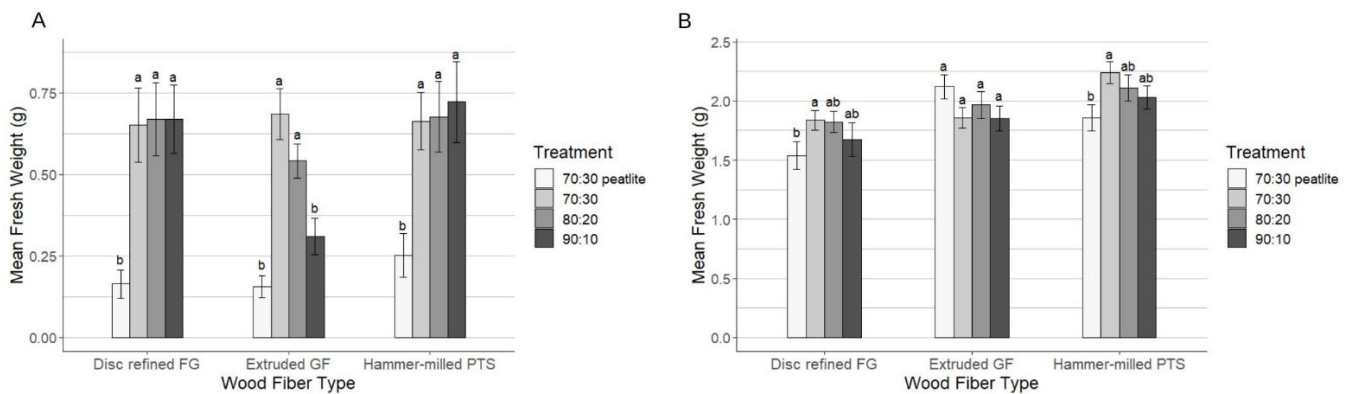 A
Mean Fresh Weight (g)
0.75
0.50
0.25
0.00
a a a
b
a
a
b
b
a a a
b
Disc refined FG Extruded GF Hammer-milled PTS
Wood Fiber Type
Treatment
70:30 peatlite
70:30
80:20
90:10
B
Mean Fresh Weight (g)
2.5
2.0
1.5
1.0
0.5
0.0
b a ab ab
a a a a
b a ab ab
Disc refined FG Extruded GF Hammer-milled PTS
Wood Fiber Type
Treatment
70:30 peatlite
70:30
80:20
90:10